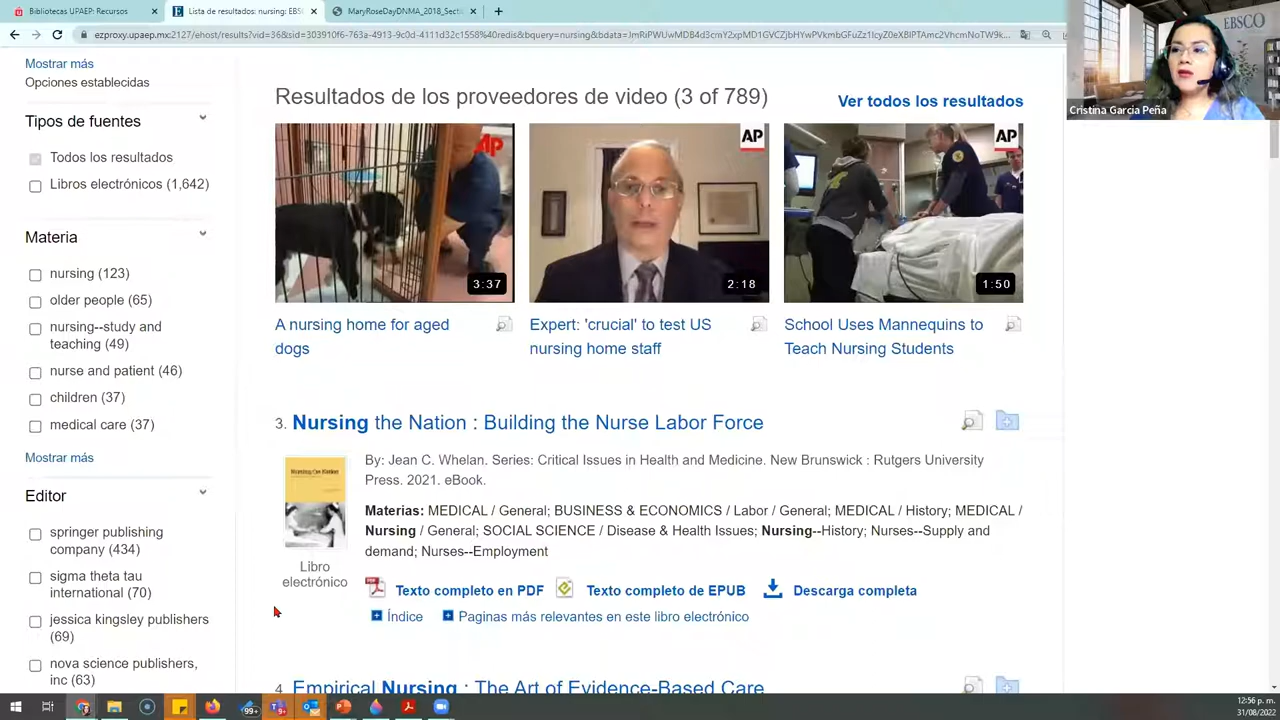 Biblioteca UPAEP: Recursos
Lista de resultados: nursing: EBS
MaryRoseDayDNMA_2018_Sect
ezproxy.upaep.mx:2127/ehost/results?vid=36&sid=303910f6-763a-4913-9c0d-4111d32c1558%40redis&bquery=nursing&bdata=
EBSCO
Cristina Garcia Peña
Mostrar más
Opciones establecidas
Tipos de fuentes
Todos los resultados
Libros electrónicos (1,642)
Materia
nursing (123)
older people (65)
nursing--study and
teaching (49)
nurse and patient (46)
children (37)
medical care (37)
Mostrar más
Editor
springer publishing
company (434)
sigma theta tau
international (70)
jessica kingsley publishers
(69)
nova science publishers,
inc (63)
Resultados de los proveedores de video (3 of 789)
Ver todos los resultados
AP
3:37
AP
2:18
AP
1:50
A nursing home for aged
dogs
Expert: 'crucial' to test US
nursing home staff
School Uses Mannequins to
Teach Nursing Students
3. Nursing the Nation : Building the Nurse Labor Force
By: Jean C. Whelan. Series: Critical Issues in Health and Medicine. New Brunswick : Rutgers University
Press. 2021. eBook.
Materias: MEDICAL / General; BUSINESS & ECONOMICS / Labor / General; MEDICAL / History; MEDICAL /
Nursing / General; SOCIAL SCIENCE / Disease & Health Issues; Nursing--History; Nurses--Supply and
demand; Nurses--Employment
Nursing the Nation
Libro
electrónico
Texto completo en PDF
Texto completo de EPUB
Descarga completa
Índice
Paginas más relevantes en este libro electrónico
4. Empirical Nursing : The Art of Evidence-Based Care
99+
12:56 p. m.
31/08/2022